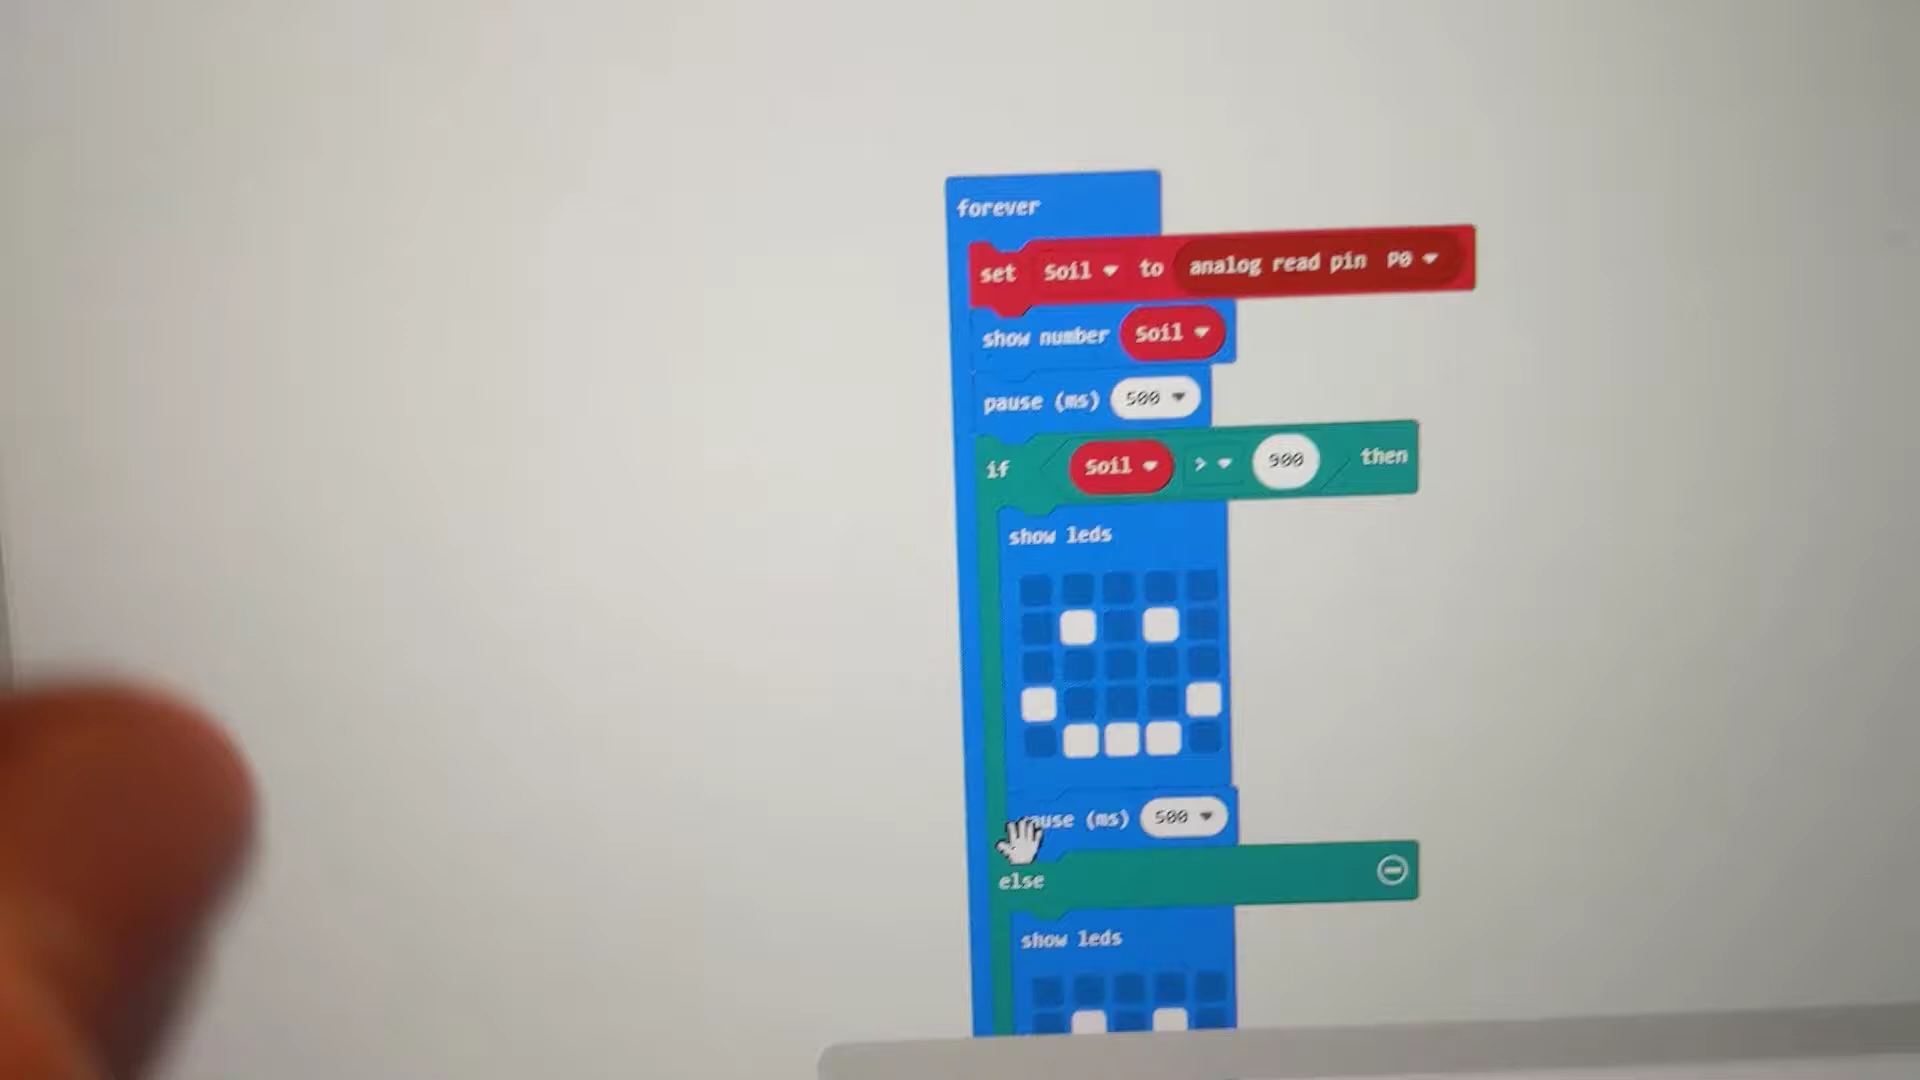 forever
set Soil to analog read pin P0
show number Soil
pause (ms) 500
if Soil > 900 then
show leds
pause (ms) 500
else
show leds